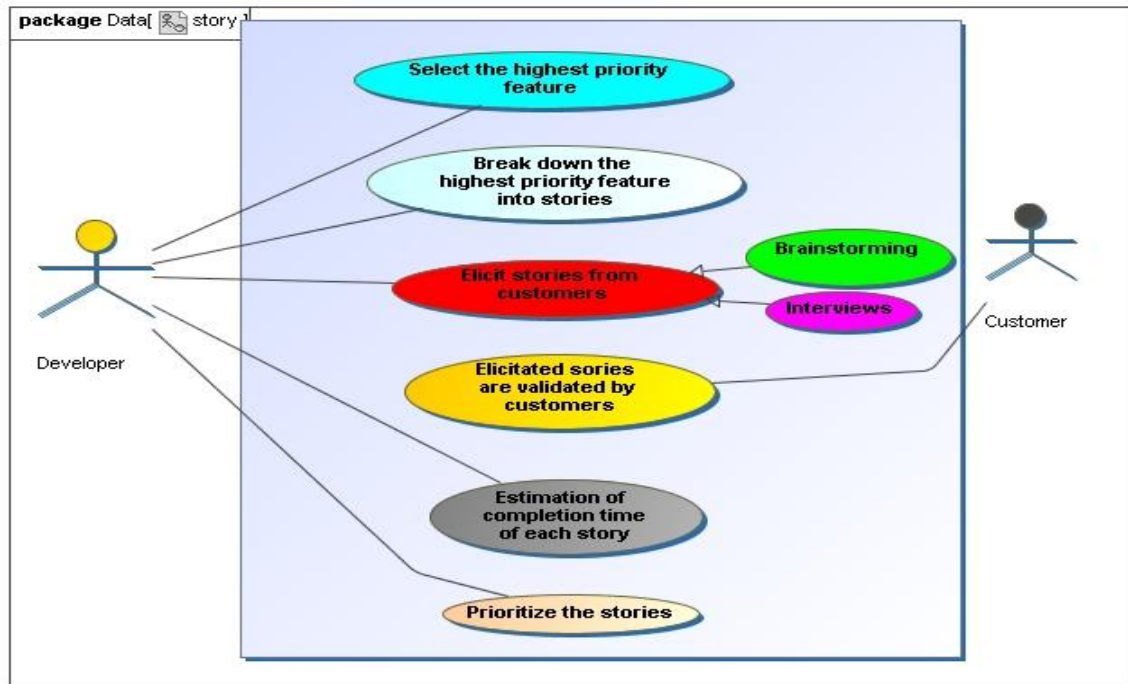 package Data[ story ]
Select the highest priority
feature
Break down the
highest priority feature
into stories
Brainstorming
Elicit stories from
customers
Interviews
Customer
Developer
Elicitated sories
are validated by
customers
Estimation of
completion time
of each story
Prioritize the stories